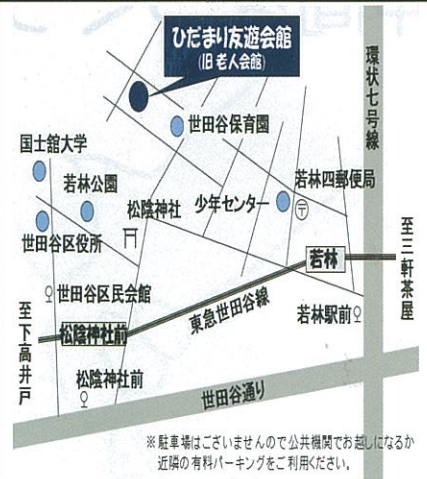 ひだまり友遊会館
(旧 老人会館)
環状七号線
世田谷保育園
国士館大学
若林公園
若林四郵便局
松陰神社
少年センター
〒
世田谷区役所
若林
至三軒茶屋
世田谷区民会館
東急世田谷線
若林駅前
至下高井戸
松陰神社前
松陰神社前
世田谷通り
※駐車場はございませんので公共機関でお越しになるか
近隣の有料パーキングをご利用ください。